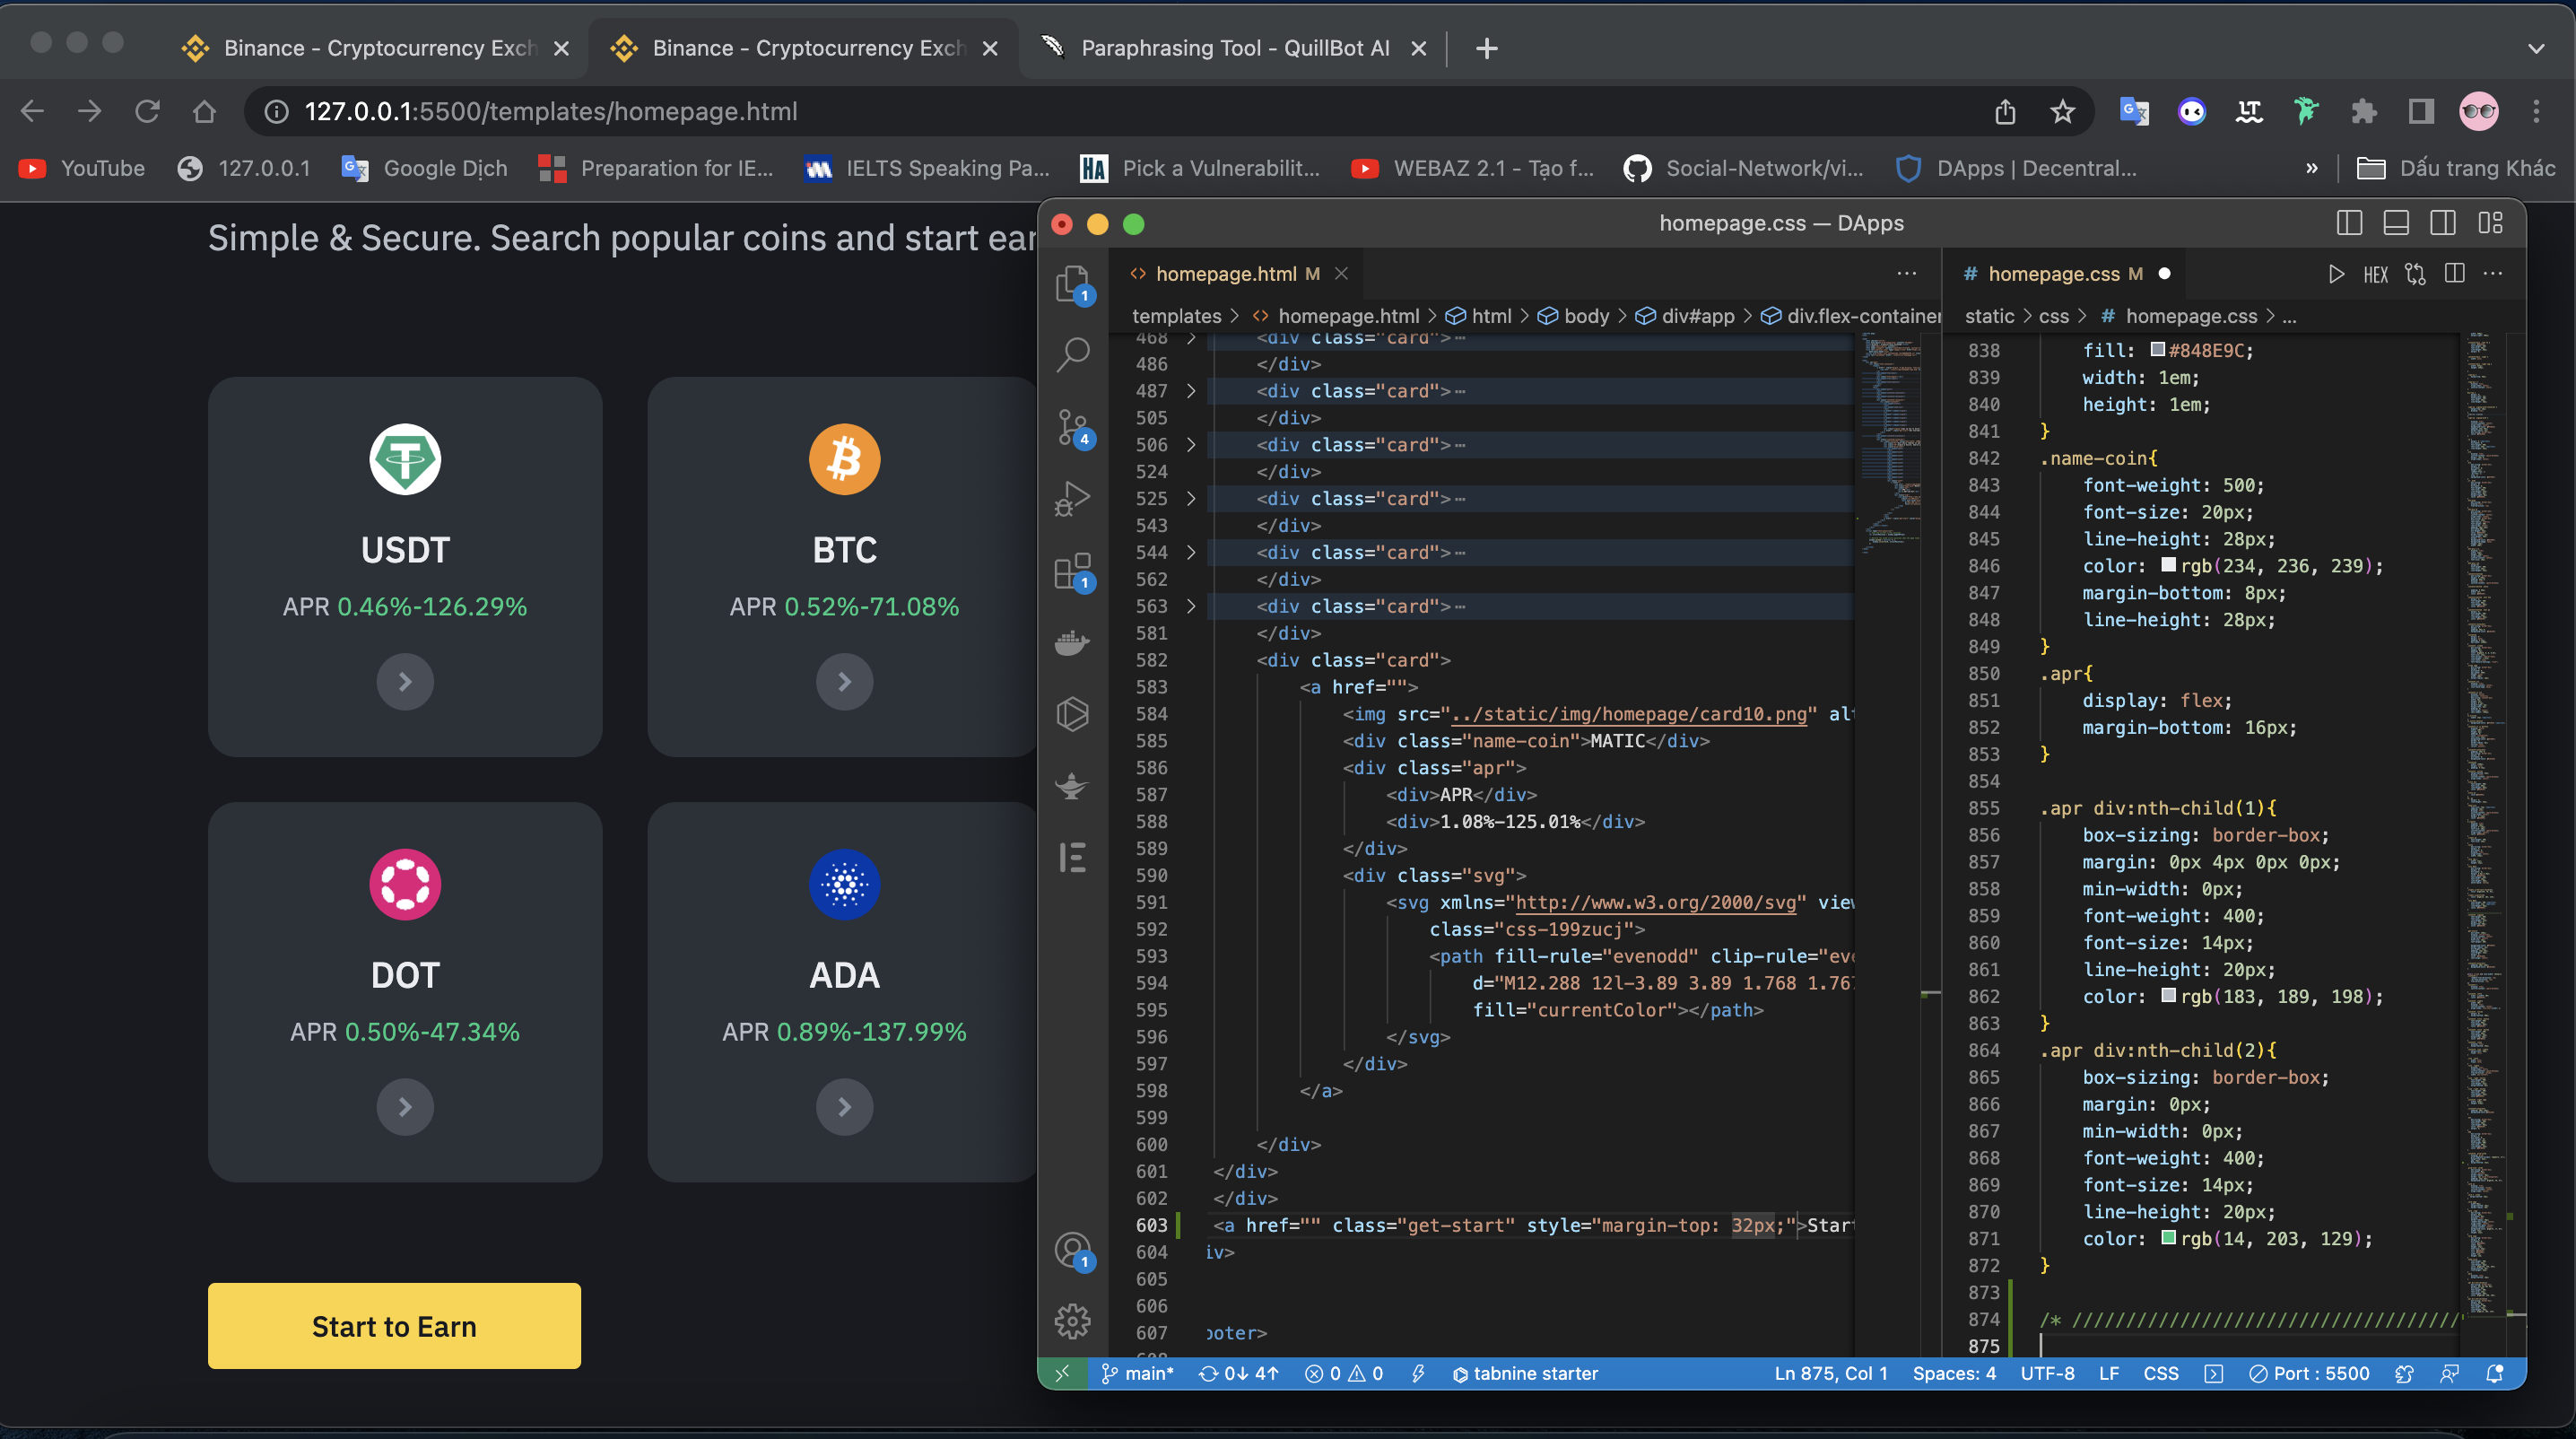 Binance - Cryptocurrency Exch
Binance - Cryptocurrency Exch
Paraphrasing Tool - QuillBot AI
127.0.0.1:5500/templates/homepage.html
YouTube
127.0.0.1
Google Dịch
Preparation for IE...
IELTS Speaking Pa...
HA Pick a Vulnerabilit...
WEBAZ 2.1 - Tạo f...
Social-Network/vi...
DApps | Decentral...
»
Dấu trang Khác
Simple & Secure. Search popular coins and start ear
USDT
APR 0.46%-126.29%
BTC
APR 0.52%-71.08%
DOT
APR 0.50%-47.34%
ADA
APR 0.89%-137.99%
Start to Earn
homepage.css — DApps
homepage.html M
templates > homepage.html > html > body > div#app > div.flex-container
468 <div class="card">⋯
486 </div>
487 <div class="card">⋯
505 </div>
506 <div class="card">⋯
524 </div>
525 <div class="card">⋯
543 </div>
544 <div class="card">⋯
562 </div>
563 <div class="card">⋯
581 </div>
582 <div class="card">
583 <a href="">
584 <img src="../static/img/homepage/card10.png" alt
585 <div class="name-coin">MATIC</div>
586 <div class="apr">
587 <div>APR</div>
588 <div>1.08%-125.01%</div>
589 </div>
590 <div class="svg">
591 <svg xmlns="http://www.w3.org/2000/svg" view
592 class="css-199zucj">
593 <path fill-rule="evenodd" clip-rule="eve
594 d="M12.288 12l-3.89 3.89 1.768 1.767
595 fill="currentColor"></path>
596 </svg>
597 </div>
598 </a>
599
600 </div>
601 </div>
602 </div>
603 <a href="" class="get-start" style="margin-top: 32px;">Start
604 iv>
605
606
607 ooter>
# homepage.css M
HEX
static > css > # homepage.css > ...
838 fill: #848E9C;
839 width: 1em;
840 height: 1em;
841 }
842 .name-coin{
843 font-weight: 500;
844 font-size: 20px;
845 line-height: 28px;
846 color: rgb(234, 236, 239);
847 margin-bottom: 8px;
848 line-height: 28px;
849 }
850 .apr{
851 display: flex;
852 margin-bottom: 16px;
853 }
854
855 .apr div:nth-child(1){
856 box-sizing: border-box;
857 margin: 0px 4px 0px 0px;
858 min-width: 0px;
859 font-weight: 400;
860 font-size: 14px;
861 line-height: 20px;
862 color: rgb(183, 189, 198);
863 }
864 .apr div:nth-child(2){
865 box-sizing: border-box;
866 margin: 0px;
867 min-width: 0px;
868 font-weight: 400;
869 font-size: 14px;
870 line-height: 20px;
871 color: rgb(14, 203, 129);
872 }
873
874 /* ////////////////////////////////////
875
1
4
1
1
main* 0↓ 4↑ 0 0 tabnine starter
Ln 875, Col 1 Spaces: 4 UTF-8 LF CSS Port : 5500